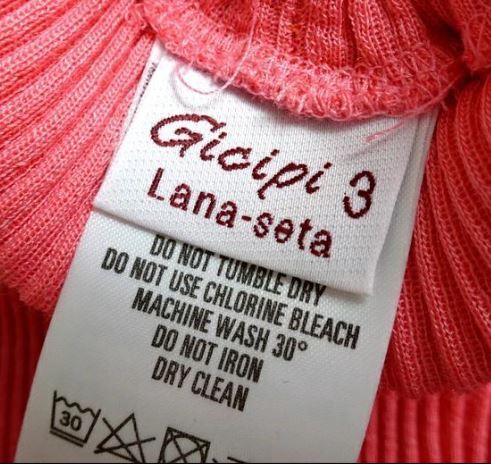 Gicipi 3
Lana-seta
DO NOT TUMBLE DRY
DO NOT USE CHLORINE BLEACH
MACHINE WASH 30°
DO NOT IRON
DRY CLEAN
30